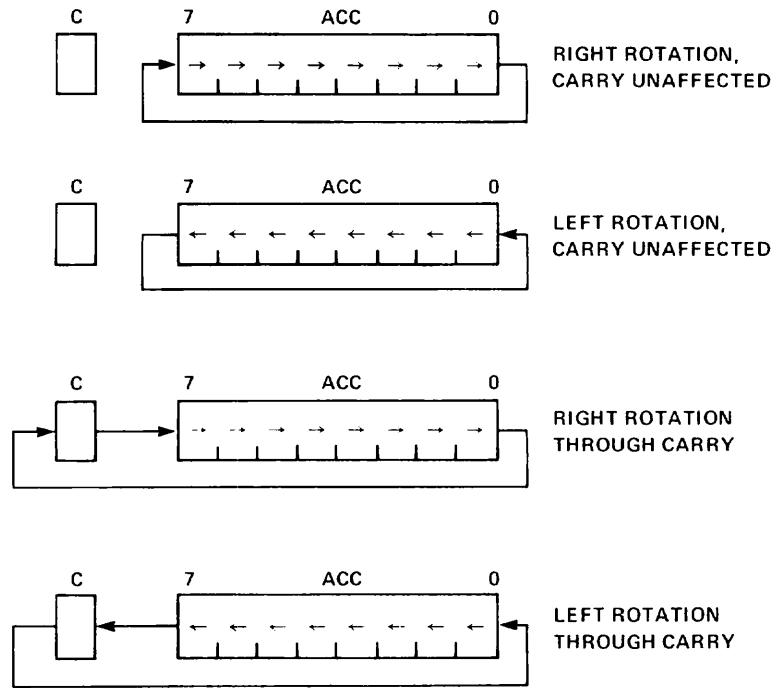 C 7 ACC 0
RIGHT ROTATION,
CARRY UNAFFECTED
C 7 ACC 0
LEFT ROTATION,
CARRY UNAFFECTED
C 7 ACC 0
RIGHT ROTATION
THROUGH CARRY
C 7 ACC 0
LEFT ROTATION
THROUGH CARRY